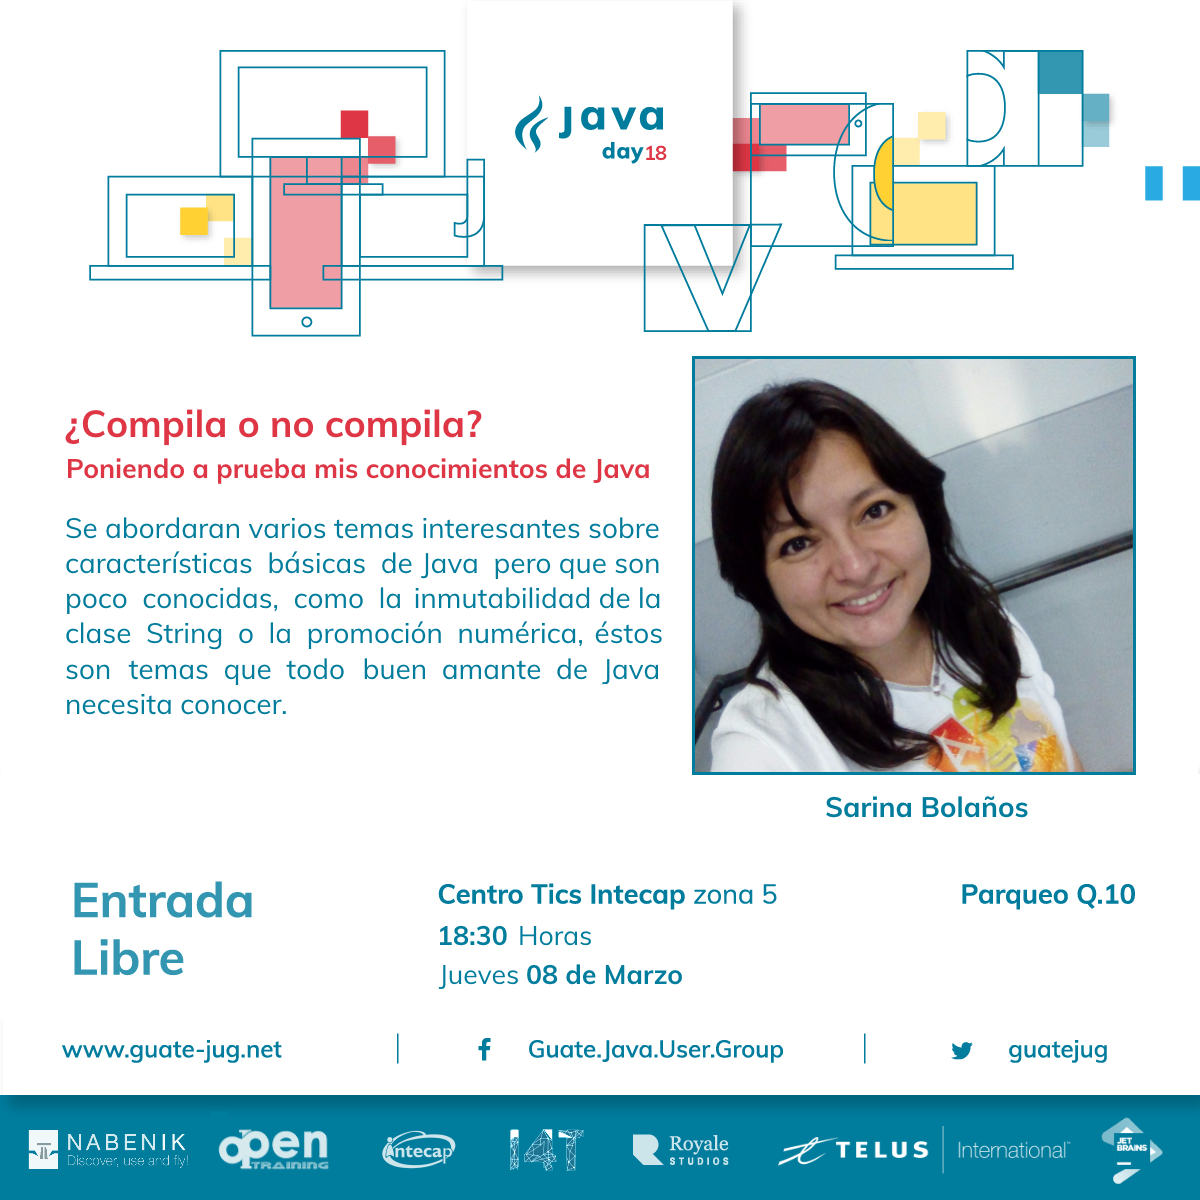 Java
day18
J
V
a
¿Compila o no compila?
Poniendo a prueba mis conocimientos de Java
Se abordaran varios temas interesantes sobre
características básicas de Java pero que son
poco conocidas, como la inmutabilidad de la
clase String o la promoción numérica, éstos
son temas que todo buen amante de Java
necesita conocer.
Sarina Bolaños
Entrada
Libre
Centro Tics Intecap zona 5
18:30 Horas
Jueves 08 de Marzo
Parqueo Q.10
www.guate-jug.net
Guate.Java.User.Group
guatejug
NABENIK
Discover, use and fly!
Open
TRAINING
intecap
I4T
Royale
STUDIOS
TELUS
International™
JET
BRAINS